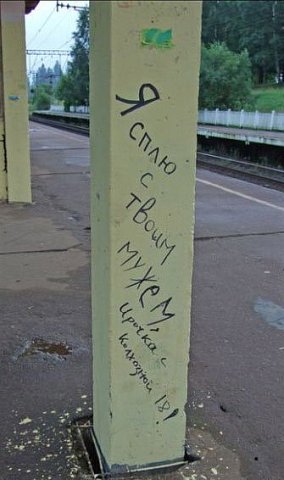 Я
сплю
с
твоим
мужем,
Ирочка с
Колхозной 18!